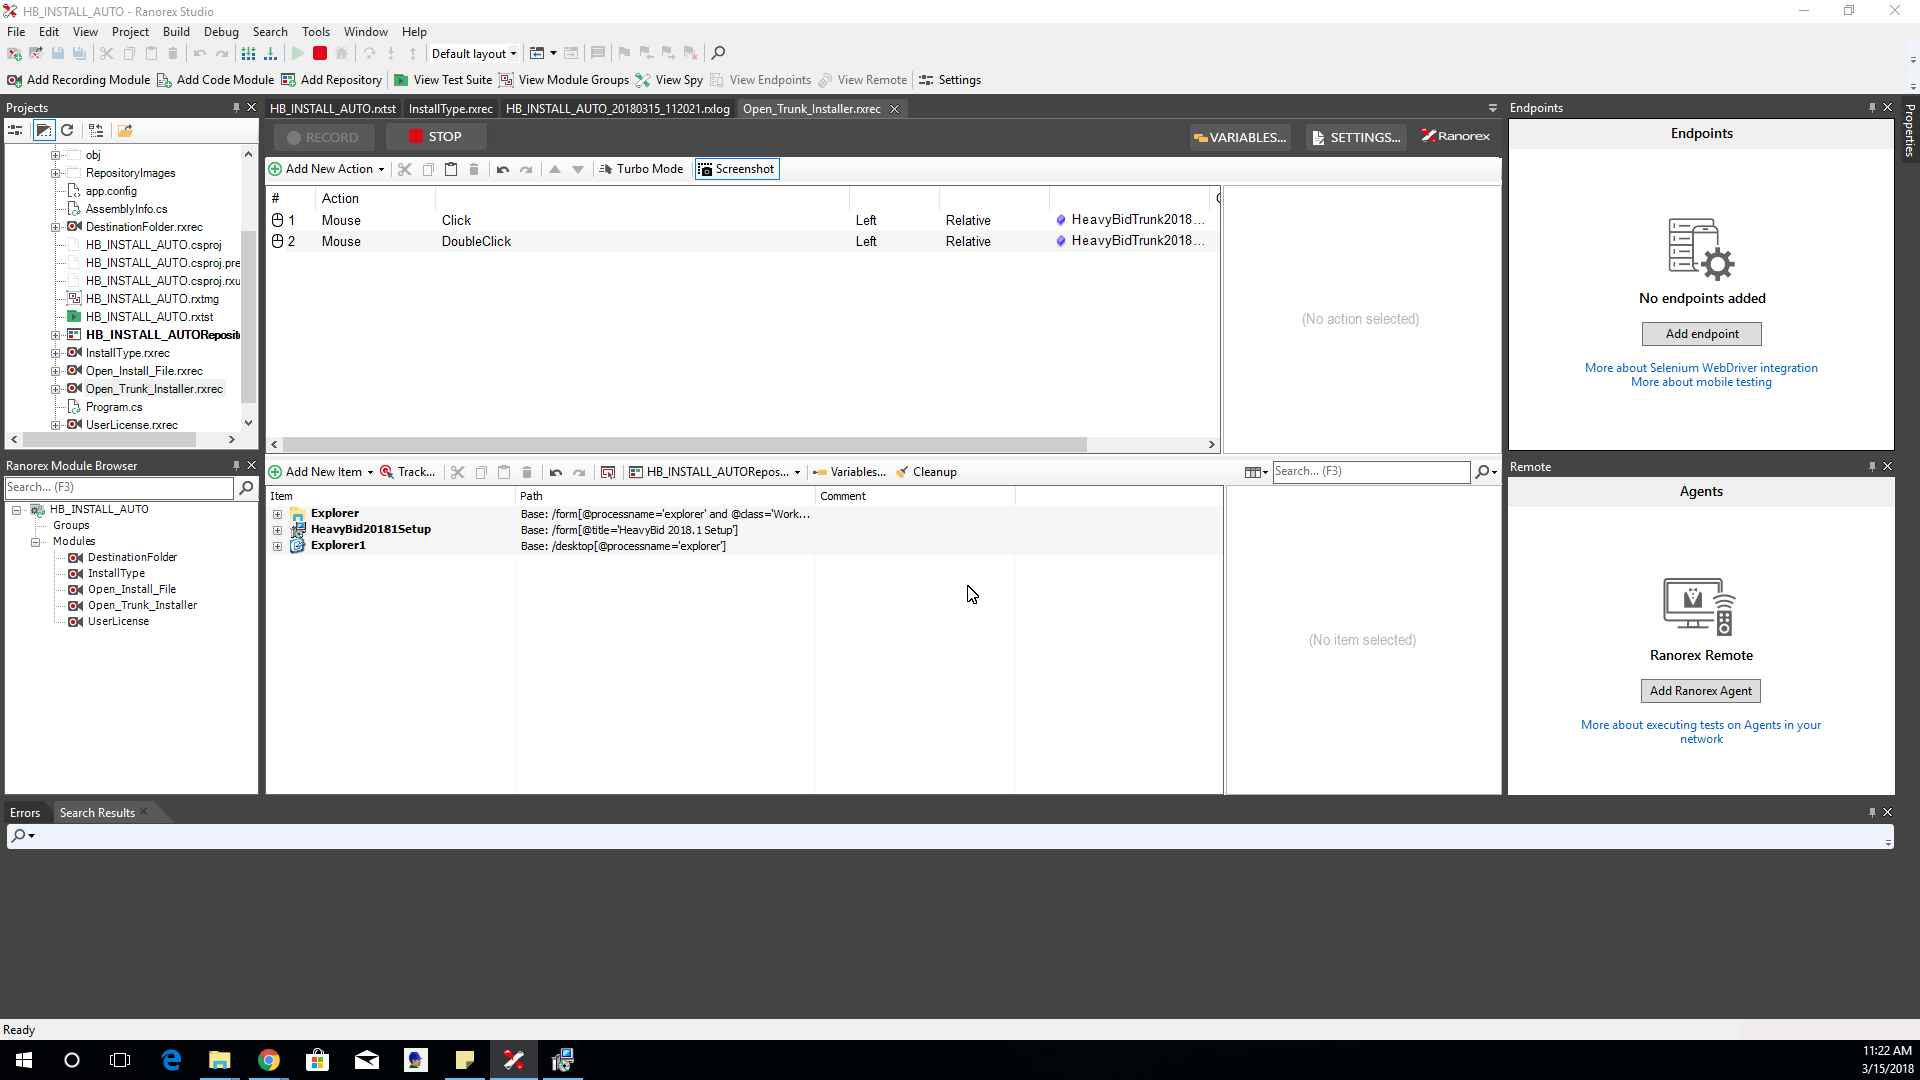 HB_INSTALL_AUTO - Ranorex Studio
File Edit View Project Build Debug Search Tools Window Help
Default layout
Add Recording Module Add Code Module Add Repository View Test Suite View Module Groups View Spy View Endpoints View Remote Settings
Projects
obj
RepositoryImages
app.config
AssemblyInfo.cs
DestinationFolder.rxrec
HB_INSTALL_AUTO.csproj
HB_INSTALL_AUTO.csproj.pre
HB_INSTALL_AUTO.csproj.rxu
HB_INSTALL_AUTO.rxtmg
HB_INSTALL_AUTO.rxtst
HB_INSTALL_AUTOReposit
InstallType.rxrec
Open_Install_File.rxrec
Open_Trunk_Installer.rxrec
Program.cs
UserLicense.rxrec
Ranorex Module Browser
Search... (F3)
HB_INSTALL_AUTO
Groups
Modules
DestinationFolder
InstallType
Open_Install_File
Open_Trunk_Installer
UserLicense
HB_INSTALL_AUTO.rxtst InstallType.rxrec HB_INSTALL_AUTO_20180315_112021.rxlog Open_Trunk_Installer.rxrec
RECORD STOP VARIABLES... SETTINGS... Ranorex
Add New Action Turbo Mode Screenshot
# Action
1 Mouse Click Left Relative HeavyBidTrunk2018...
2 Mouse DoubleClick Left Relative HeavyBidTrunk2018...
(No action selected)
Add New Item Track... HB_INSTALL_AUTORepos... Variables... Cleanup Search... (F3)
Item Path Comment
Explorer Base: /form[@processname='explorer' and @class='Work...
HeavyBid20181Setup Base: /form[@title='HeavyBid 2018.1 Setup']
Explorer1 Base: /desktop[@processname='explorer']
(No item selected)
Endpoints
Endpoints
No endpoints added
Add endpoint
More about Selenium WebDriver integration
More about mobile testing
Remote
Agents
Ranorex Remote
Add Ranorex Agent
More about executing tests on Agents in your
network
Properties
Errors Search Results
Ready
11:22 AM
3/15/2018